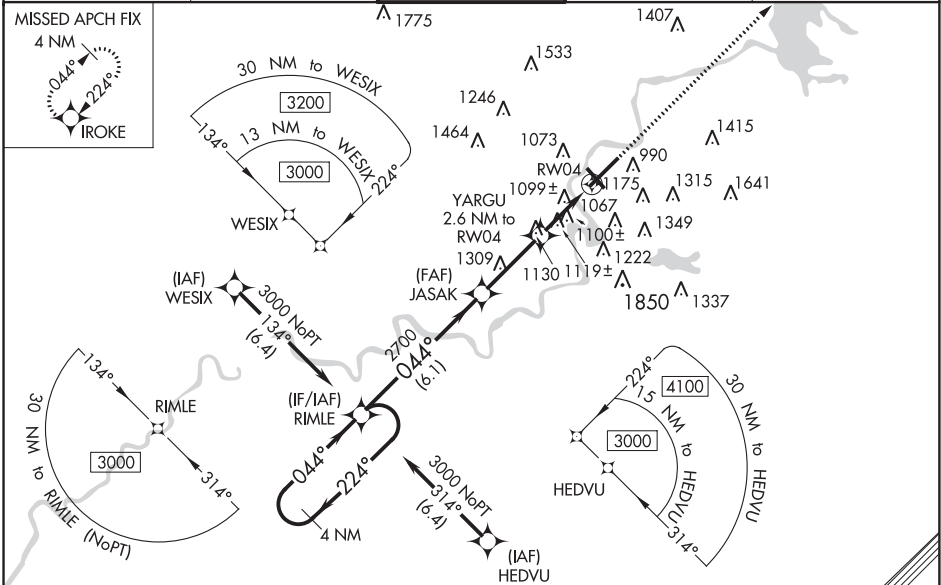 MISSED APCH FIX
4 NM
044°
224°
IROKE
1775
1407
1533
1246
1464
1073
1415
RW04
990
1099±
1175
1315
1641
YARGU
2.6 NM to
RW04
1067
1349
1100±
1309
1130
1119±
1222
1850
1337
30 NM to WESIX
3200
134°
13 NM to WESIX
3000
224°
WESIX
(IAF)
WESIX
3000 NoPT
134°
(6.4)
(FAF)
JASAK
2700
044°
(6.1)
(IF/IAF)
RIMLE
044°
224°
4 NM
134°
RIMLE
3000
314°
30 NM to RIMLE (NoPT)
3000 NoPT
314°
(6.4)
(IAF)
HEDVU
224°
4100
30 NM to HEDVU
15 NM to HEDVU
3000
HEDVU
314°